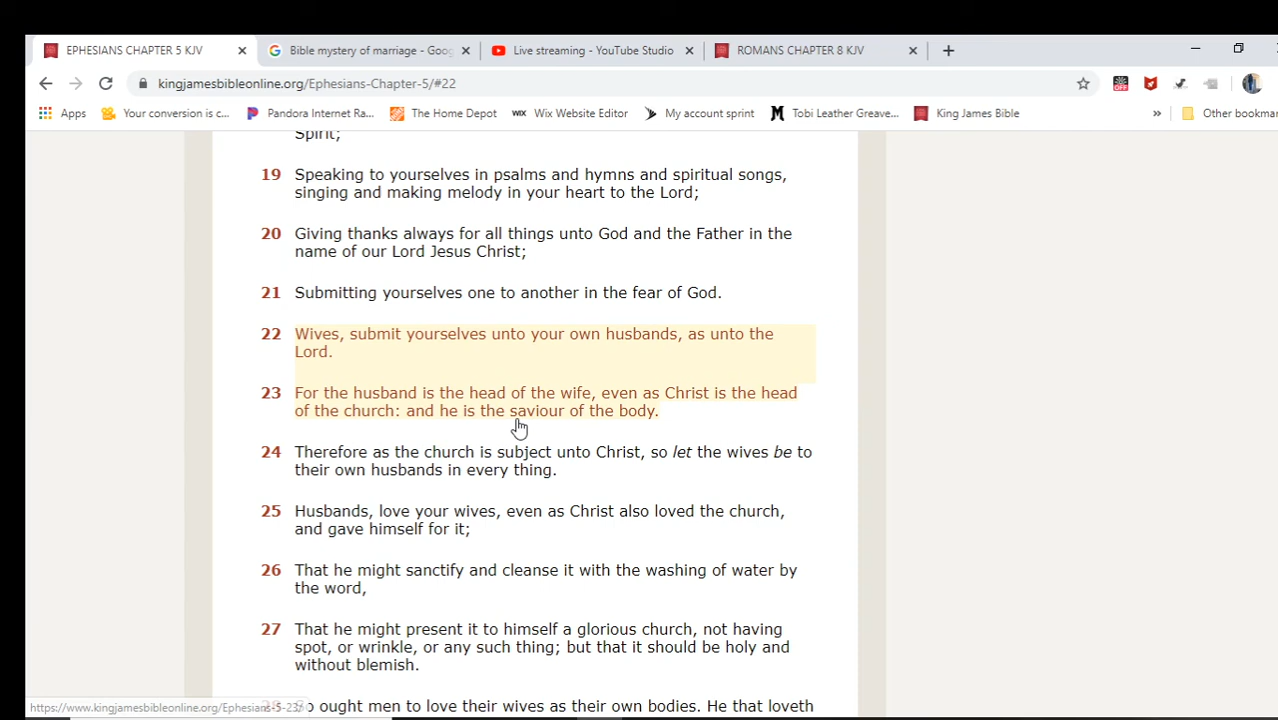 EPHESIANS CHAPTER 5 KJV
Bible mystery of marriage - Goo
Live streaming - YouTube Studio
ROMANS CHAPTER 8 KJV
kingjamesbibleonline.org/Ephesians-Chapter-5/#22
OFF
Apps
Your conversion is c...
Pandora Internet Ra...
The Home Depot
WIX Wix Website Editor
My account sprint
Tobi Leather Greave...
King James Bible
»
Other bookmar
Spirit;
19 Speaking to yourselves in psalms and hymns and spiritual songs,
singing and making melody in your heart to the Lord;
20 Giving thanks always for all things unto God and the Father in the
name of our Lord Jesus Christ;
21 Submitting yourselves one to another in the fear of God.
22 Wives, submit yourselves unto your own husbands, as unto the
Lord.
23 For the husband is the head of the wife, even as Christ is the head
of the church: and he is the saviour of the body.
24 Therefore as the church is subject unto Christ, so let the wives be to
their own husbands in every thing.
25 Husbands, love your wives, even as Christ also loved the church,
and gave himself for it;
26 That he might sanctify and cleanse it with the washing of water by
the word,
27 That he might present it to himself a glorious church, not having
spot, or wrinkle, or any such thing; but that it should be holy and
without blemish.
ought men to love their wives as their own bodies. He that loveth
https://www.kingjamesbibleonline.org/Ephesians-5-23/